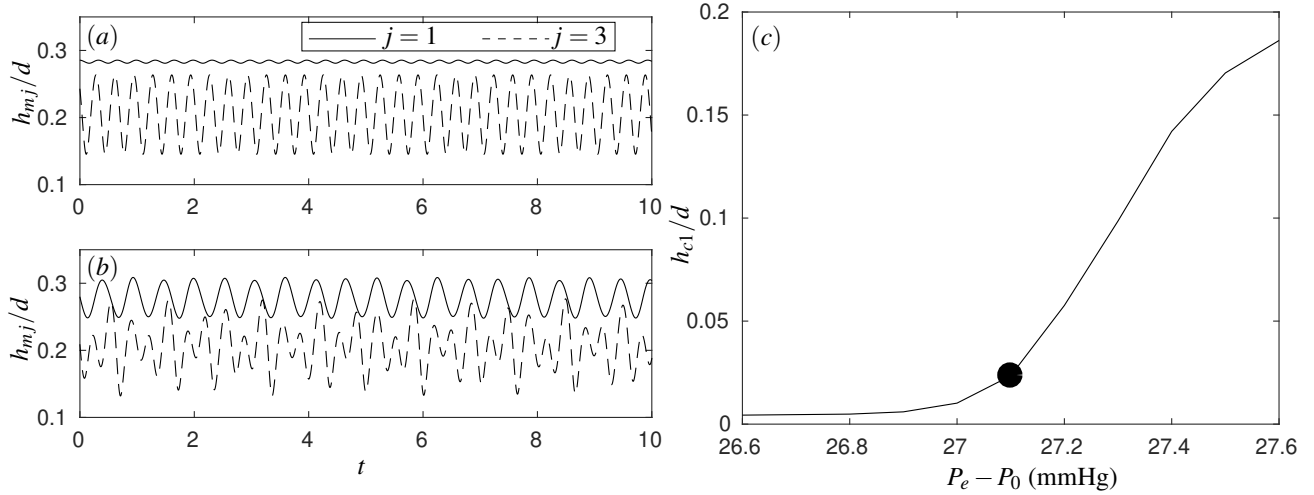 (a)
j = 1 j = 3
h_{mj}/d
0.3
0.2
0.1
0 2 4 6 8 10
(b)
h_{mj}/d
0.3
0.2
0.1
0 2 4 6 8 10
t
(c)
h_{c1}/d
0.2
0.15
0.1
0.05
0
26.6 26.8 27 27.2 27.4 27.6
P_e − P_0 (mmHg)